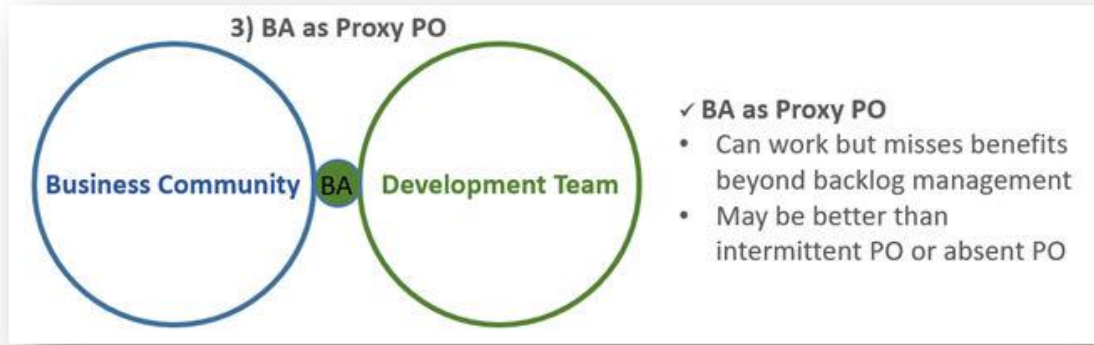 3) BA as Proxy PO
Business Community
BA
Development Team
✓ BA as Proxy PO
• Can work but misses benefits
beyond backlog management
• May be better than
intermittent PO or absent PO